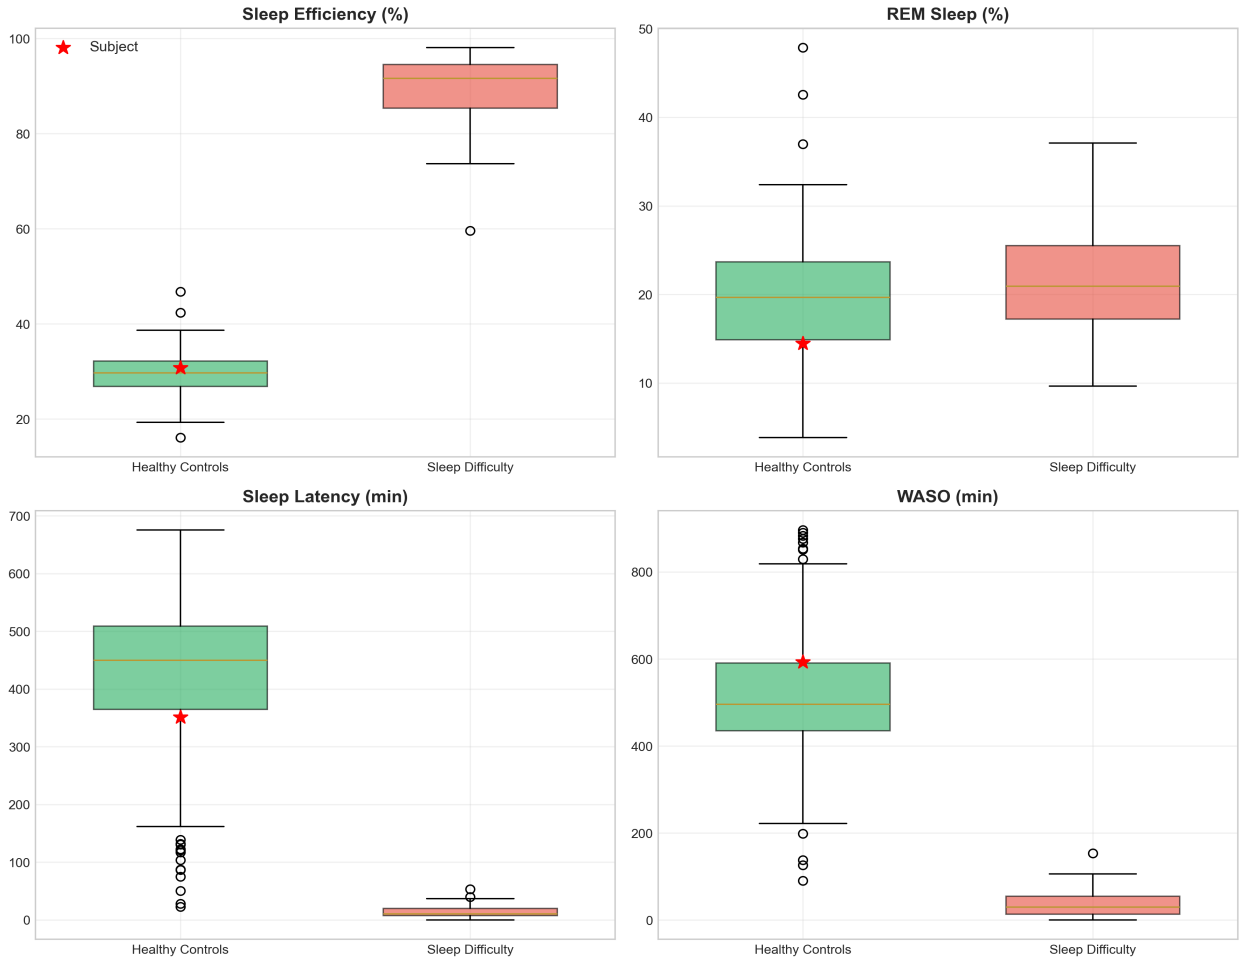 Sleep Efficiency (%)
100
80
60
40
20
Subject
Healthy Controls
Sleep Difficulty
REM Sleep (%)
50
40
30
20
10
Healthy Controls
Sleep Difficulty
Sleep Latency (min)
700
600
500
400
300
200
100
0
Healthy Controls
Sleep Difficulty
WASO (min)
800
600
400
200
0
Healthy Controls
Sleep Difficulty